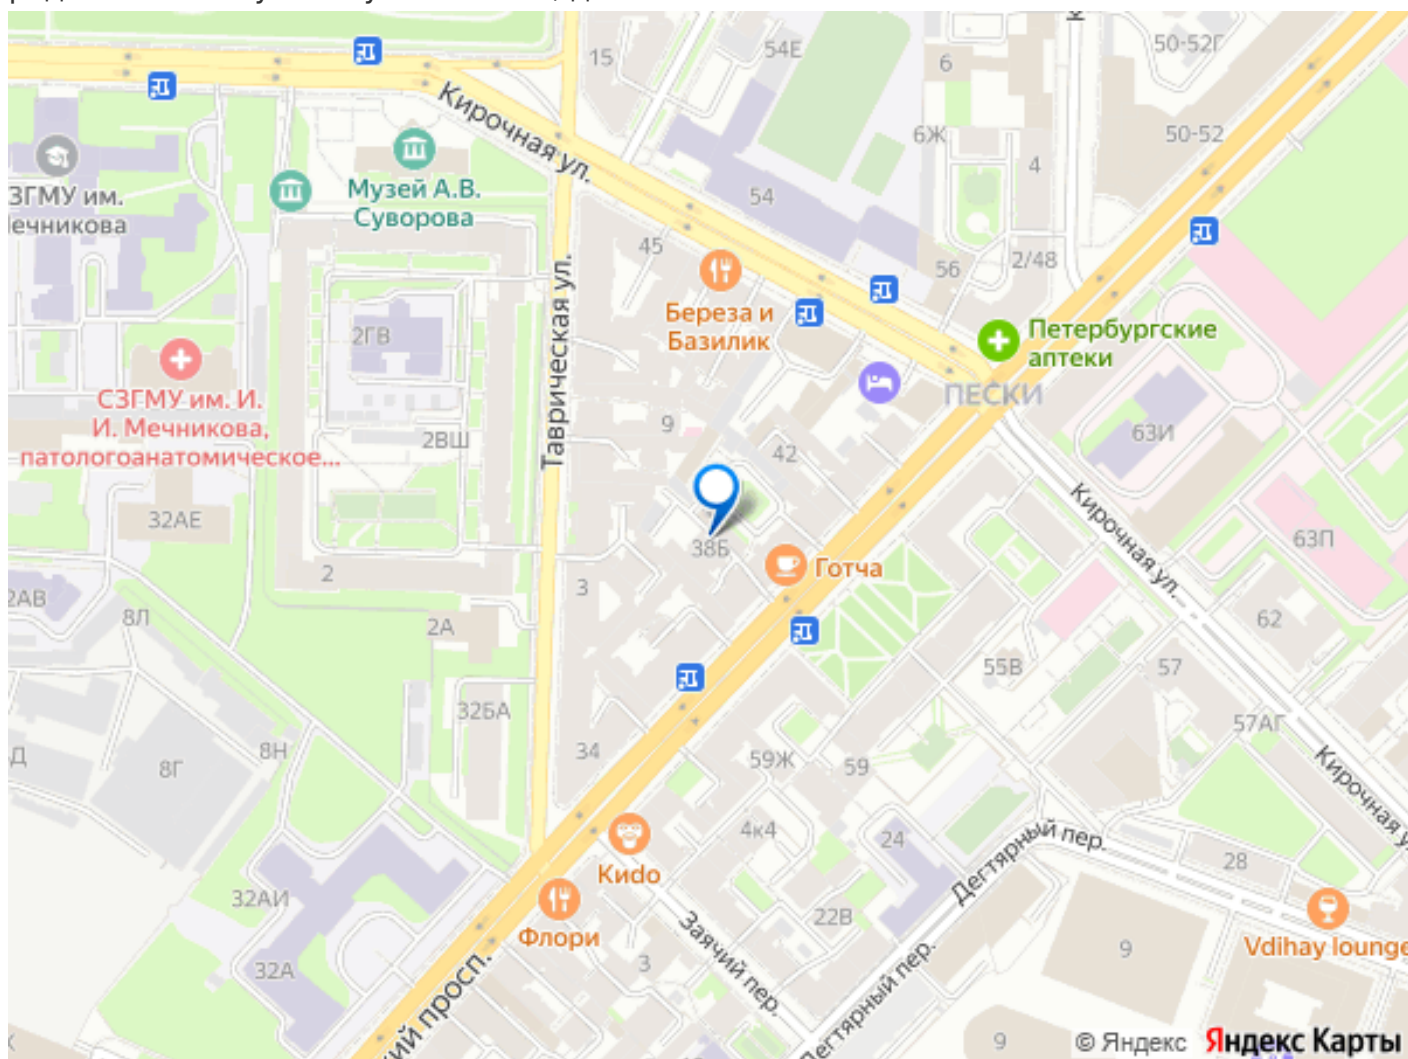 15
54Е
50-52Г
6
Кирочная ул.
6Ж
50-52
4
ЗГМУ им.
ечникова
Музей А.В.
Суворова
54
45
56
2/48
Таврическая ул.
Береза и
Базилик
Петербургские
аптеки
2ГВ
ПЕСКИ
СЗГМУ им. И.
И. Мечникова,
патологоанатомическое...
2ВШ
9
42
63И
Кирочная ул.
32АЕ
38Б
63П
Готча
2
3
2АВ
8Л
2А
62
55В
57
32БА
57АГ
Д
8Г
8Н
34
59Ж
59
Кирочная у
4к4
24
Дегтярный пер.
28
Кидо
32АИ
Флори
22В
Заячий пер.
9
Vdihay lounge
32А
3
Дегтярный пер.
ий просп.
9
© Яндекс Яндекс Карты